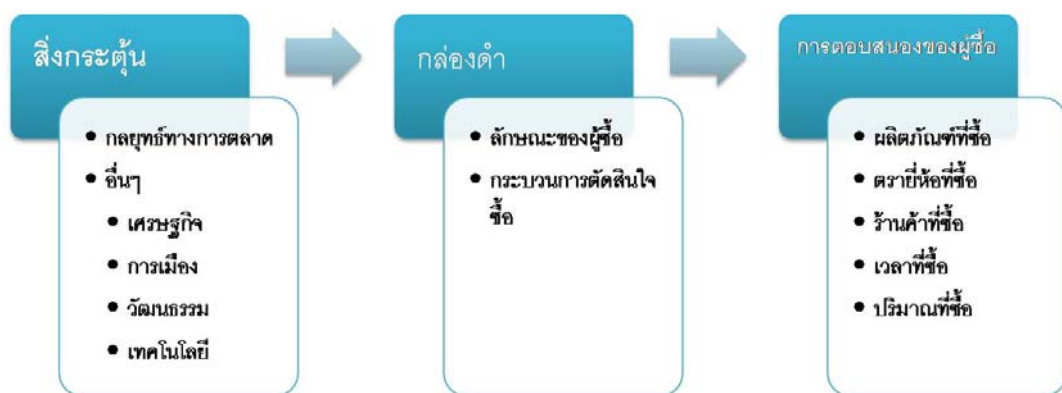 สิ่งกระตุ้น
• กลยุทธ์ทางการตลาด
• อื่นๆ
• เศรษฐกิจ
• การเมือง
• วัฒนธรรม
• เทคโนโลยี
กล่องดำ
• ลักษณะของผู้ซื้อ
• กระบวนการตัดสินใจ
ซื้อ
การตอบสนองของผู้ซื้อ
• ผลิตภัณฑ์ที่ซื้อ
• ตรายี่ห้อที่ซื้อ
• ร้านค้าที่ซื้อ
• เวลาที่ซื้อ
• ปริมาณที่ซื้อ